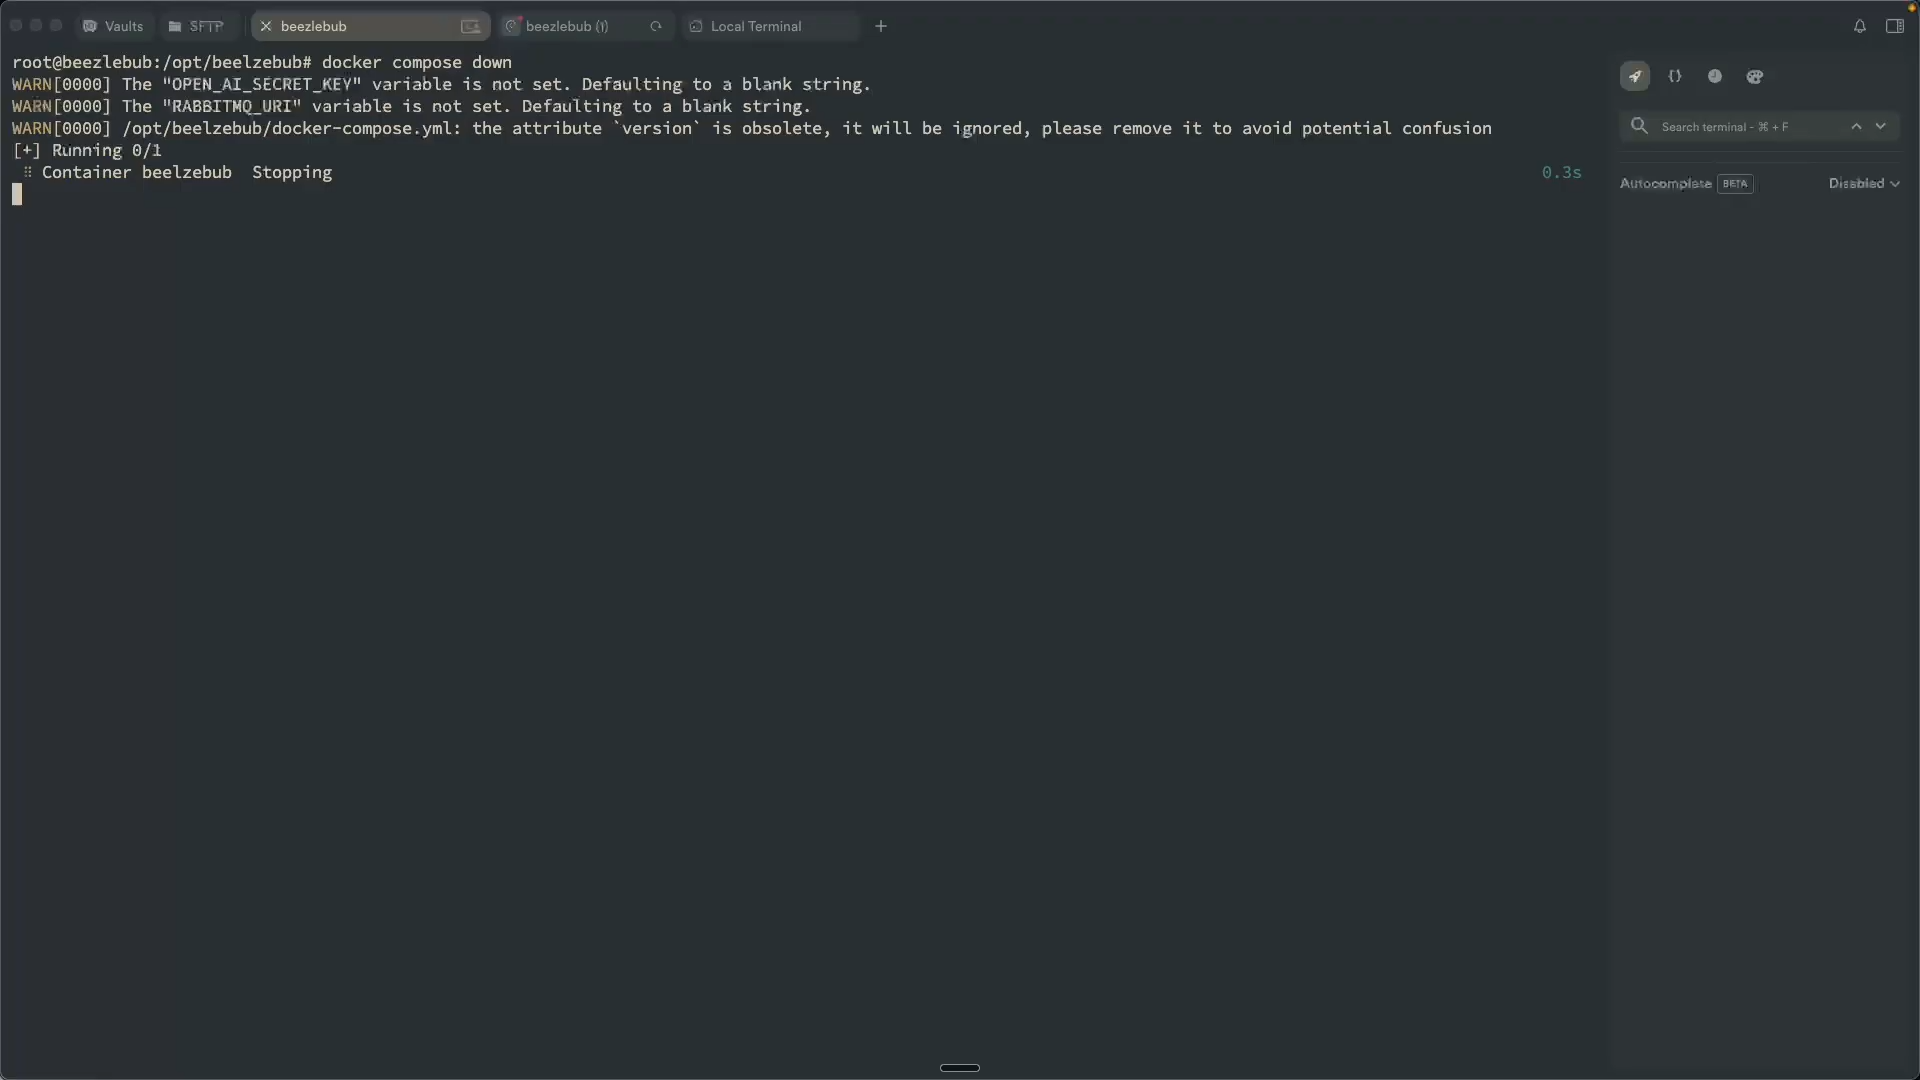 Vaults SFTP beezlebub beezlebub (1) Local Terminal
root@beezlebub:/opt/beelzebub# docker compose down
WARN[0000] The "OPEN_AI_SECRET_KEY" variable is not set. Defaulting to a blank string.
WARN[0000] The "RABBITMQ_URI" variable is not set. Defaulting to a blank string.
WARN[0000] /opt/beelzebub/docker-compose.yml: the attribute `version` is obsolete, it will be ignored, please remove it to avoid potential confusion
[+] Running 0/1
⠿ Container beelzebub  Stopping 0.3s
Search terminal - ⌘ + F
Autocomplete BETA Disabled